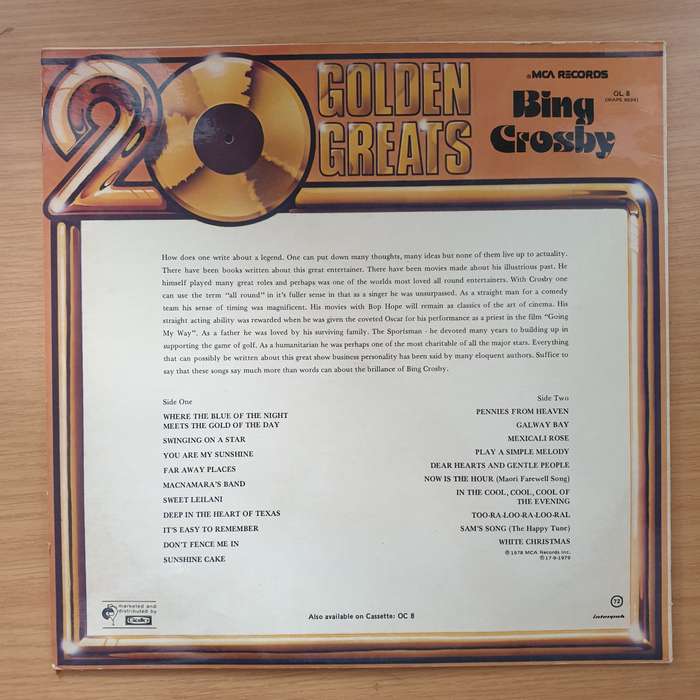 20 GOLDEN
GREATS
MCA RECORDS
GL 8
Bing
Crosby
How does one write about a legend. One can put down many thoughts, many ideas but none of them live up to actuality.
There have been books written about this great entertainer. There have been movies made about his illustrious past. He
himself played many great roles and perhaps was one of the worlds most loved all round entertainers. With Crosby one
can use the term "all round" in it's fuller sense in that as a singer he was unsurpassed. As a straight man for a comedy
team his sense of timing was magnificent. His movies with Bop Hope will remain as classics of the art of cinema. His
straight acting ability was rewarded when he was given the coveted Oscar for his performance as a priest in the film "Going
My Way". As a father he was loved by his surviving family. The Sportsman - he devoted many years to building up in
supporting the game of golf. As a humanitarian he was perhaps one of the most charitable of all the major stars. Everything
that can possibly be written about this great show business personality has been said by many eloquent authors. Suffice to
say that these songs say much more than words can about the brillance of Bing Crosby.
Side One
WHERE THE BLUE OF THE NIGHT
MEETS THE GOLD OF THE DAY
SWINGING ON A STAR
YOU ARE MY SUNSHINE
FAR AWAY PLACES
MACNAMARA'S BAND
SWEET LEILANI
DEEP IN THE HEART OF TEXAS
IT'S EASY TO REMEMBER
DON'T FENCE ME IN
SUNSHINE CAKE
Side Two
PENNIES FROM HEAVEN
GALWAY BAY
MEXICALI ROSE
PLAY A SIMPLE MELODY
DEAR HEARTS AND GENTLE PEOPLE
NOW IS THE HOUR (Maori Farewell Song)
IN THE COOL, COOL, COOL OF
THE EVENING
TOO-RA-LOO-RA-LOO-RAL
SAM'S SONG (The Happy Tune)
WHITE CHRISTMAS
℗ 1978 MCA Records Inc.
℗ 17-9-1979
marketed and
distributed by
Gallo
Also available on Cassette: OC 8
72
interpak